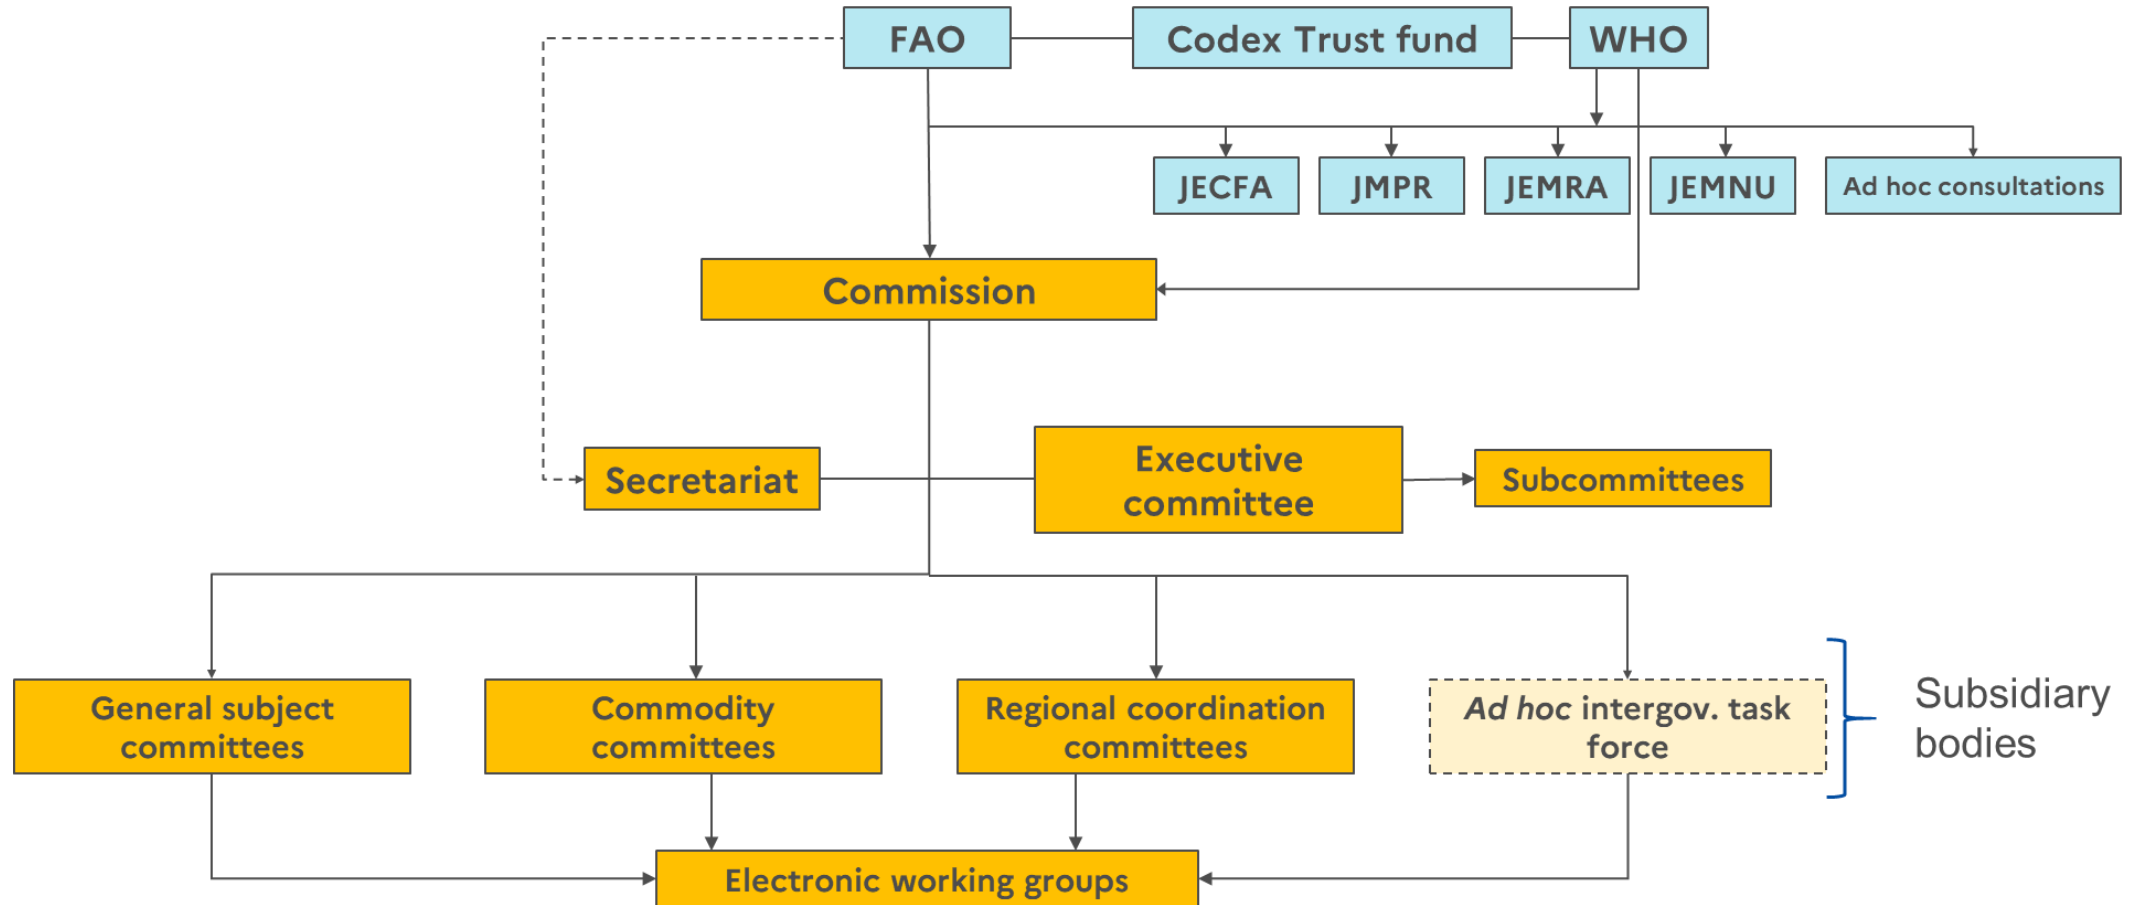 FAO
Codex Trust fund
WHO
JECFA
JMPR
JEMRA
JEMNU
Ad hoc consultations
Commission
Secretariat
Executive
committee
Subcommittees
General subject
committees
Commodity
committees
Regional coordination
committees
Ad hoc intergov. task
force
Subsidiary
bodies
Electronic working groups